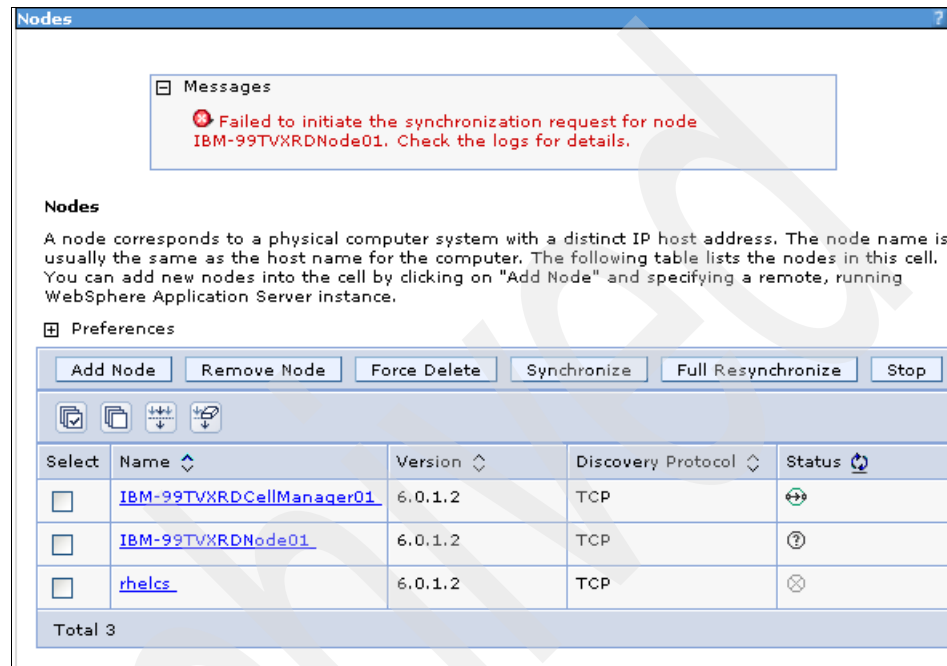 Nodes ?
Messages
Failed to initiate the synchronization request for node
IBM-99TVXRDNode01. Check the logs for details.
Nodes
A node corresponds to a physical computer system with a distinct IP host address. The node name is
usually the same as the host name for the computer. The following table lists the nodes in this cell.
You can add new nodes into the cell by clicking on "Add Node" and specifying a remote, running
WebSphere Application Server instance.
Preferences
Add Node Remove Node Force Delete Synchronize Full Resynchronize Stop
Select Name Version Discovery Protocol Status
IBM-99TVXRDCellManager01 6.0.1.2 TCP
IBM-99TVXRDNode01 6.0.1.2 TCP ?
rhelcs 6.0.1.2 TCP
Total 3